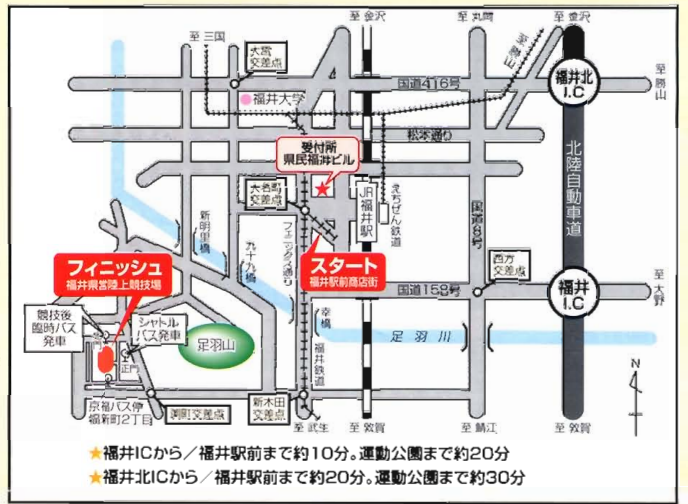 至 金沢
至 丸岡
至 金沢
至 三国
大宮
交差点
至 勝山
国道416号
福井北
I.C
福井大学
松本通り
受付所
県民福井ビル
北陸自動車道
大名町
交差点
JR福井駅
えちぜん鉄道
国道8号
新明里橋
九十九橋
フェニックス通り
フィニッシュ
福井県営陸上競技場
スタート
福井駅前商店街
西方
交差点
福井
I.C
至 大野
国道158号
幸橋
足羽川
競技後
臨時バス
発車
シャトル
バス発車
足羽山
福井鉄道
正門
京福バス停
福新町2丁目
新木田
交差点
至 武生
至 敦賀
至 鯖江
至 敦賀
N
★福井ICから/福井駅前まで約10分。運動公園まで約20分
★福井北ICから/福井駅前まで約20分。運動公園まで約30分